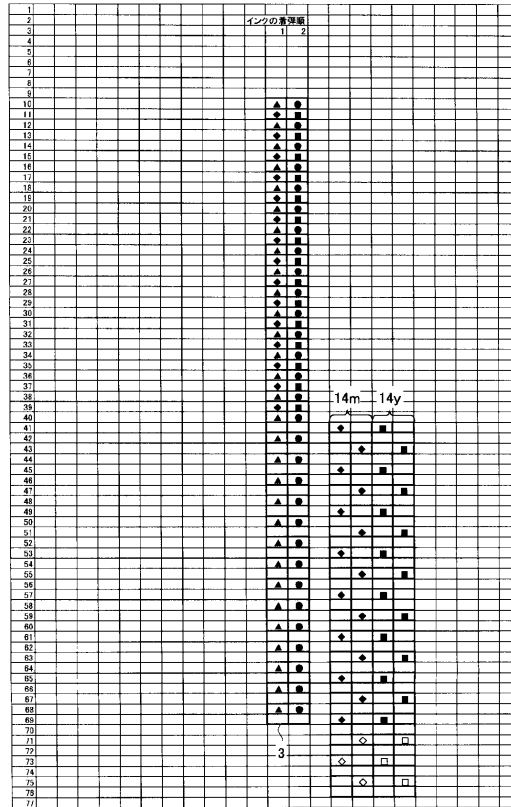 1
2 インクの着弾順
3 1 2
4
5
6
7
8
9
10 ▲ ●
11 ◆ ■
12 ▲ ●
13 ◆ ■
14 ▲ ●
15 ◆ ■
16 ▲ ●
17 ◆ ■
18 ▲ ●
19 ◆ ■
20 ▲ ●
21 ◆ ■
22 ▲ ●
23 ◆ ■
24 ▲ ●
25 ◆ ■
26 ▲ ●
27 ◆ ■
28 ▲ ●
29 ◆ ■
30 ▲ ●
31 ◆ ■
32 ▲ ●
33 ◆ ■
34 ▲ ●
35 ◆ ■
36 ▲ ●
37 ◆ ■
38 ▲ ● 14m 14y
39 ◆ ■
40 ▲ ●
41 ◆ ■
42 ▲ ●
43 ◆ ■
44 ▲ ●
45 ◆ ■
46 ▲ ●
47 ◆ ■
48 ▲ ●
49 ◆ ■
50 ▲ ●
51 ◆ ■
52 ▲ ●
53 ◆ ■
54 ▲ ●
55 ◆ ■
56 ▲ ●
57 ◆ ■
58 ▲ ●
59 ◆ ■
60 ▲ ●
61 ◆ ■
62 ▲ ●
63 ◆ ■
64 ▲ ●
65 ◆ ■
66 ▲ ●
67 ◆ ■
68 ▲ ●
69 ◆ ■
70
71 ◇ □
72 3
73 ◇ □
74
75 ◇ □
76
77